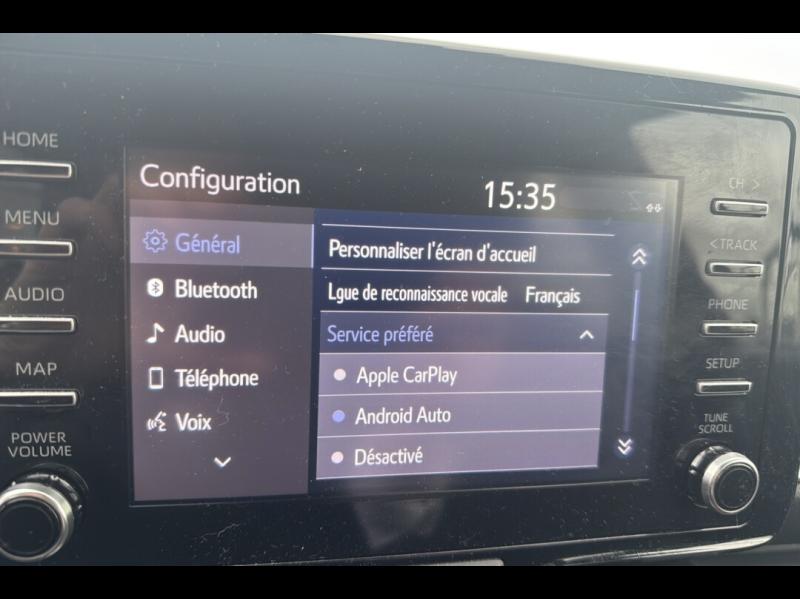 HOME
MENU
AUDIO
MAP
POWER
VOLUME
Configuration
15:35
Général
Bluetooth
Audio
Téléphone
Voix
Personnaliser l'écran d'accueil
Lgue de reconnaissance vocale Français
Service préféré
Apple CarPlay
Android Auto
Désactivé
CH >
< TRACK
PHONE
SETUP
TUNE
SCROLL